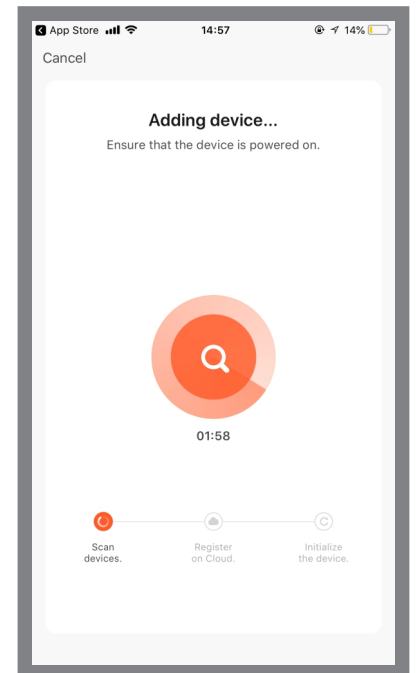 App Store 14:57 14%
Cancel
Adding device...
Ensure that the device is powered on.
01:58
Scan
devices.
Register
on Cloud.
Initialize
the device.